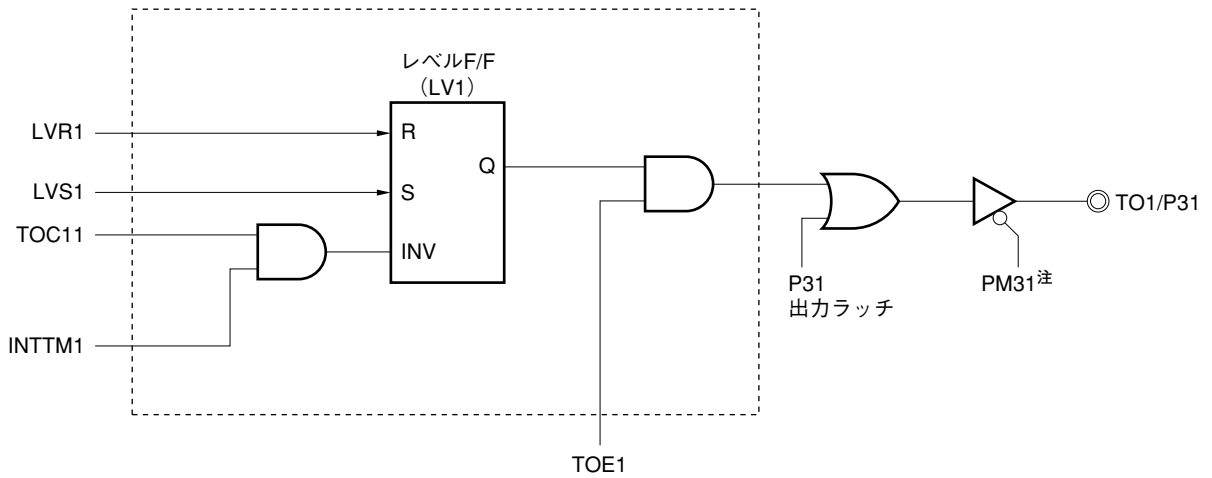 レベルF/F
（LV1）
LVR1
R
Q
LVS1
S
TO1/P31
TOC11
INV
P31
出力ラッチ
PM31注
INTTM1
TOE1